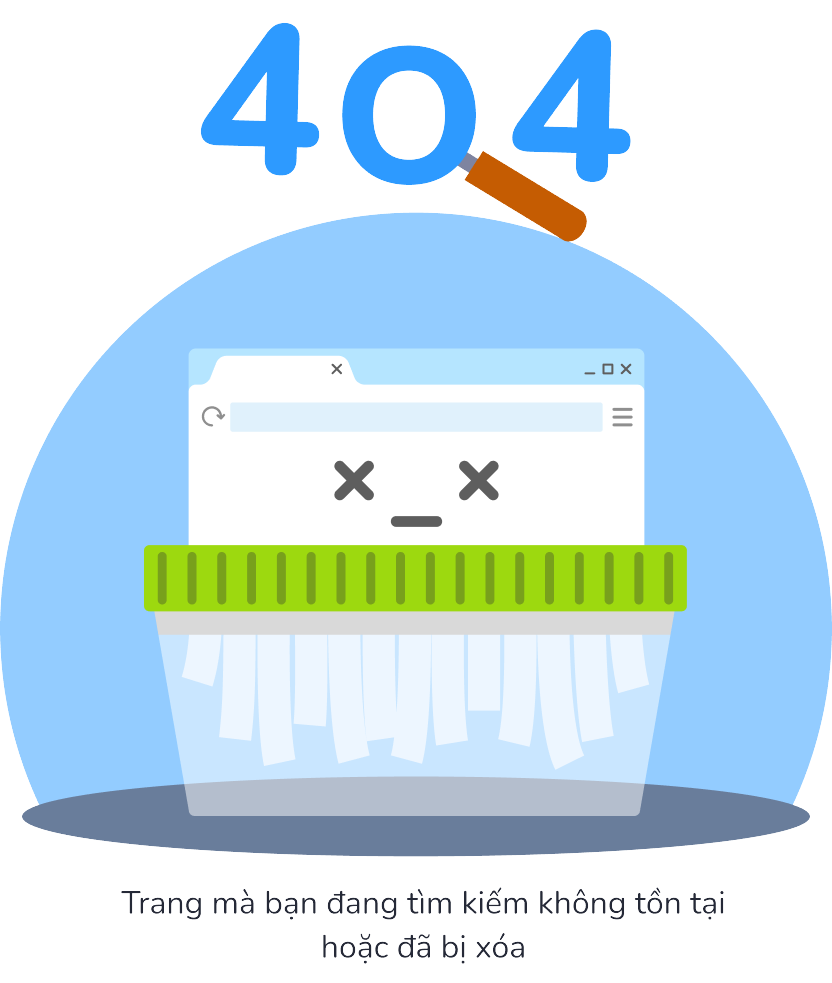 404
Trang mà bạn đang tìm kiếm không tồn tại
hoặc đã bị xóa